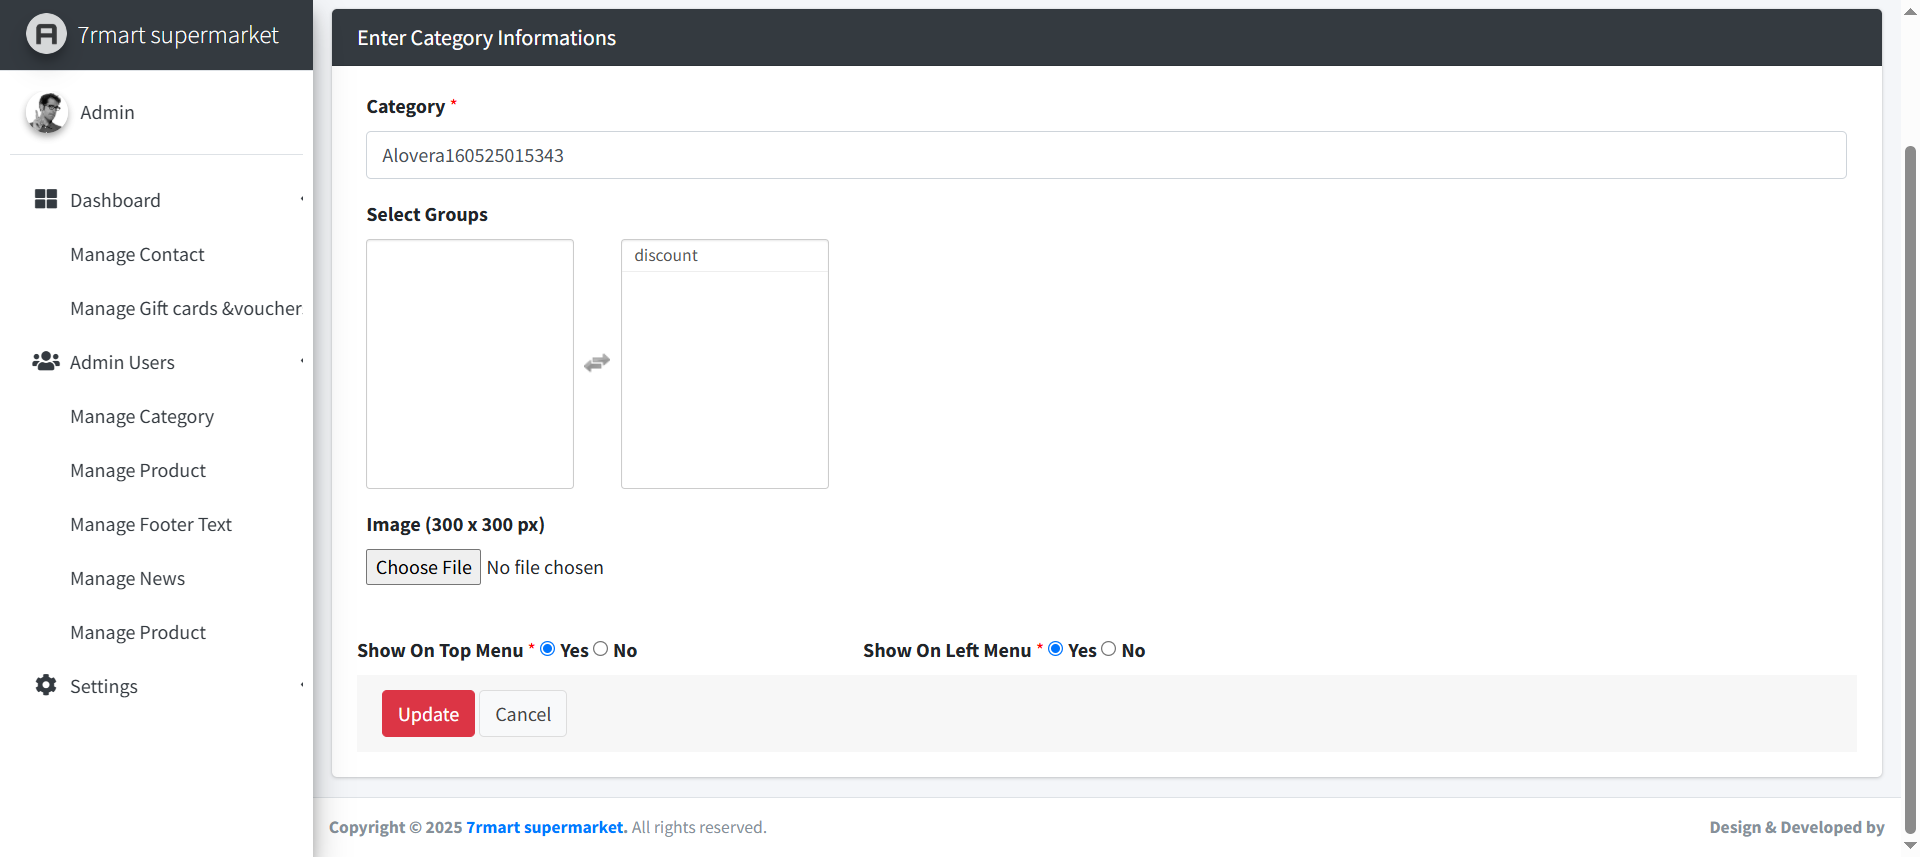 7rmart supermarket
Admin
Dashboard
Manage Contact
Manage Gift cards &voucher
Admin Users
Manage Category
Manage Product
Manage Footer Text
Manage News
Manage Product
Settings
Enter Category Informations
Category *
Alovera160525015343
Select Groups
discount
Image (300 x 300 px)
Choose File No file chosen
Show On Top Menu * Yes No Show On Left Menu * Yes No
Update Cancel
Copyright © 2025 7rmart supermarket. All rights reserved. Design & Developed by